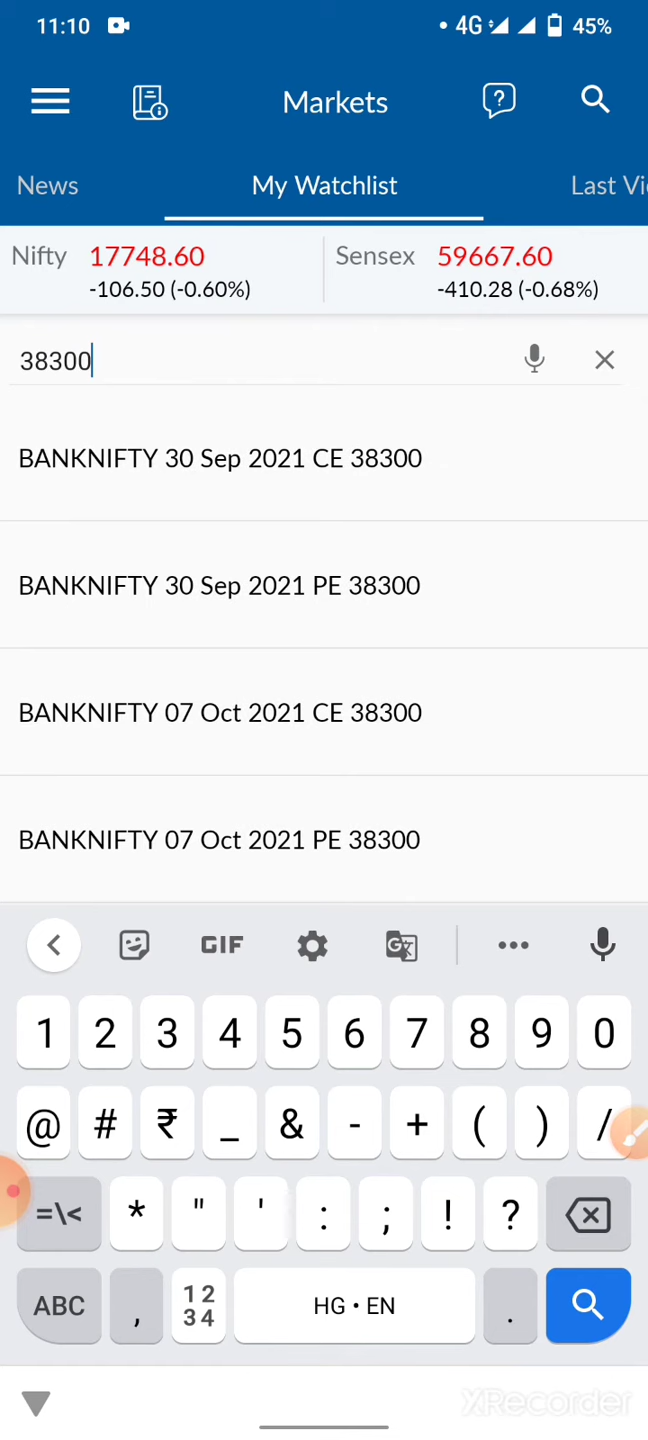 11:10 4G 45%
Markets
News My Watchlist Last Vi
Nifty 17748.60 Sensex 59667.60
-106.50 (-0.60%) -410.28 (-0.68%)
38300
BANKNIFTY 30 Sep 2021 CE 38300
BANKNIFTY 30 Sep 2021 PE 38300
BANKNIFTY 07 Oct 2021 CE 38300
BANKNIFTY 07 Oct 2021 PE 38300
GIF
1 2 3 4 5 6 7 8 9 0
@ # ₹ _ & - + ( ) /
=\< * " ' : ; ! ?
ABC , 1 2 3 4 HG • EN .
XRecorder